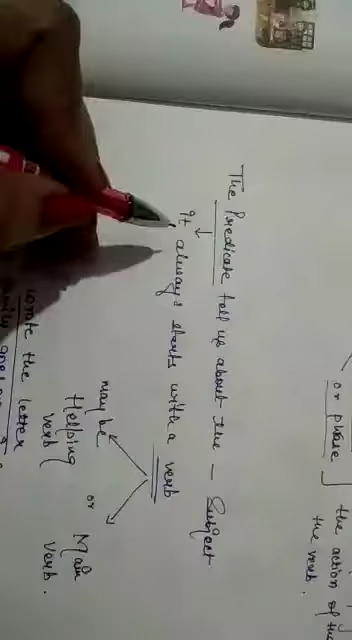 or phrase] the action of the
the verb.
The Predicate tell us about the - Subject
It always starts with a verb
may be
Helping or Main
verb verb.
wrote the letter